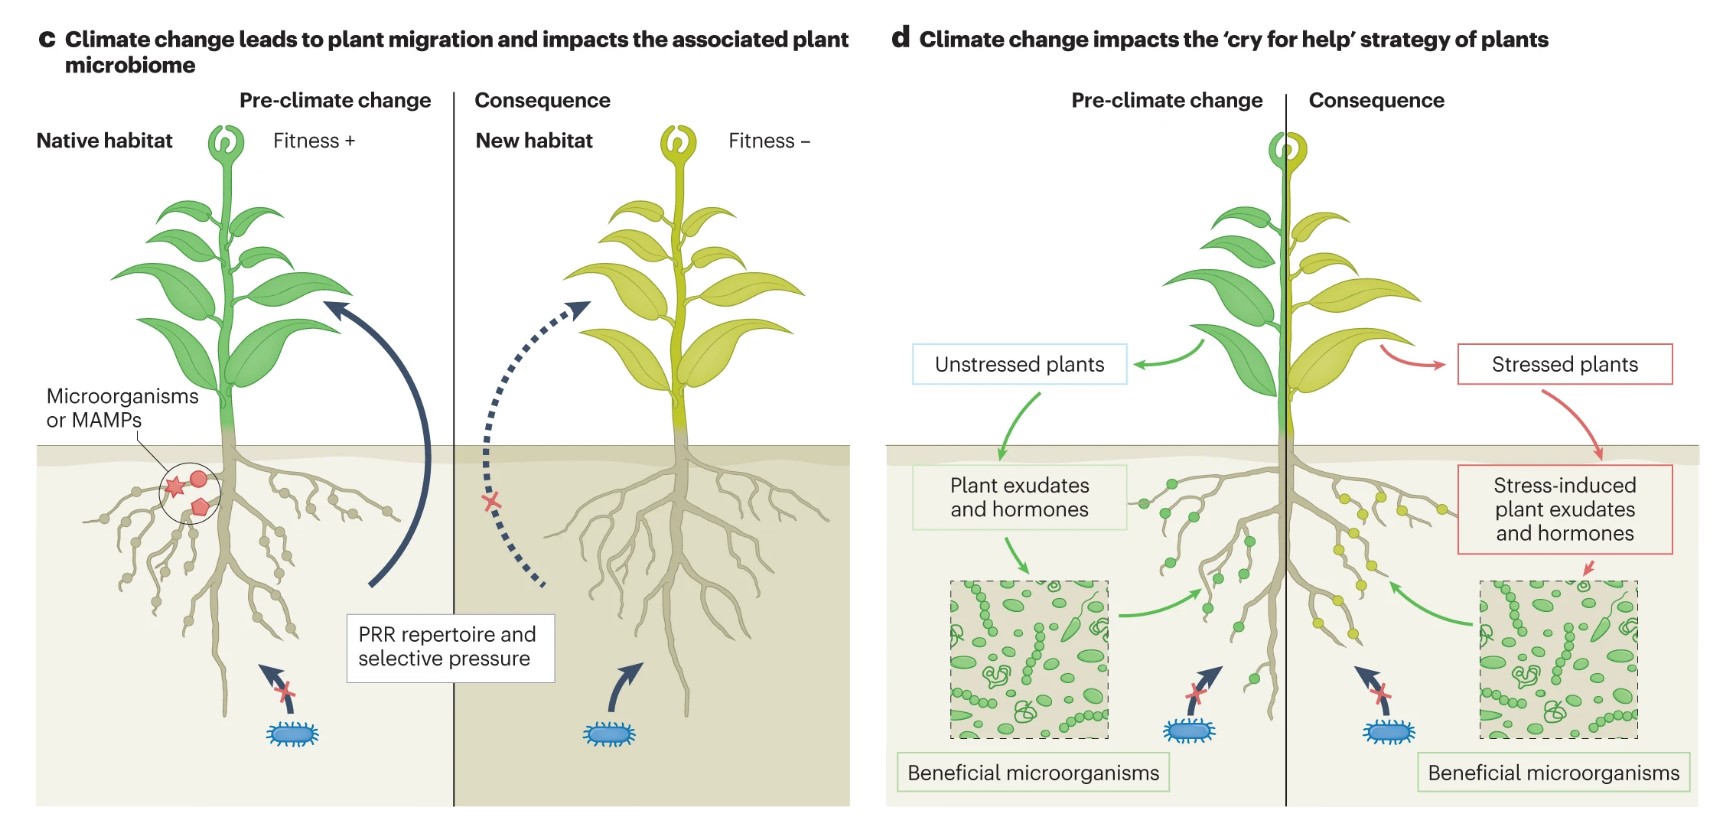 c Climate change leads to plant migration and impacts the associated plant
microbiome
Pre-climate change
Consequence
Native habitat
Fitness +
New habitat
Fitness –
Microorganisms
or MAMPs
PRR repertoire and
selective pressure
d Climate change impacts the ‘cry for help’ strategy of plants
Pre-climate change
Consequence
Unstressed plants
Stressed plants
Plant exudates
and hormones
Stress-induced
plant exudates
and hormones
Beneficial microorganisms
Beneficial microorganisms